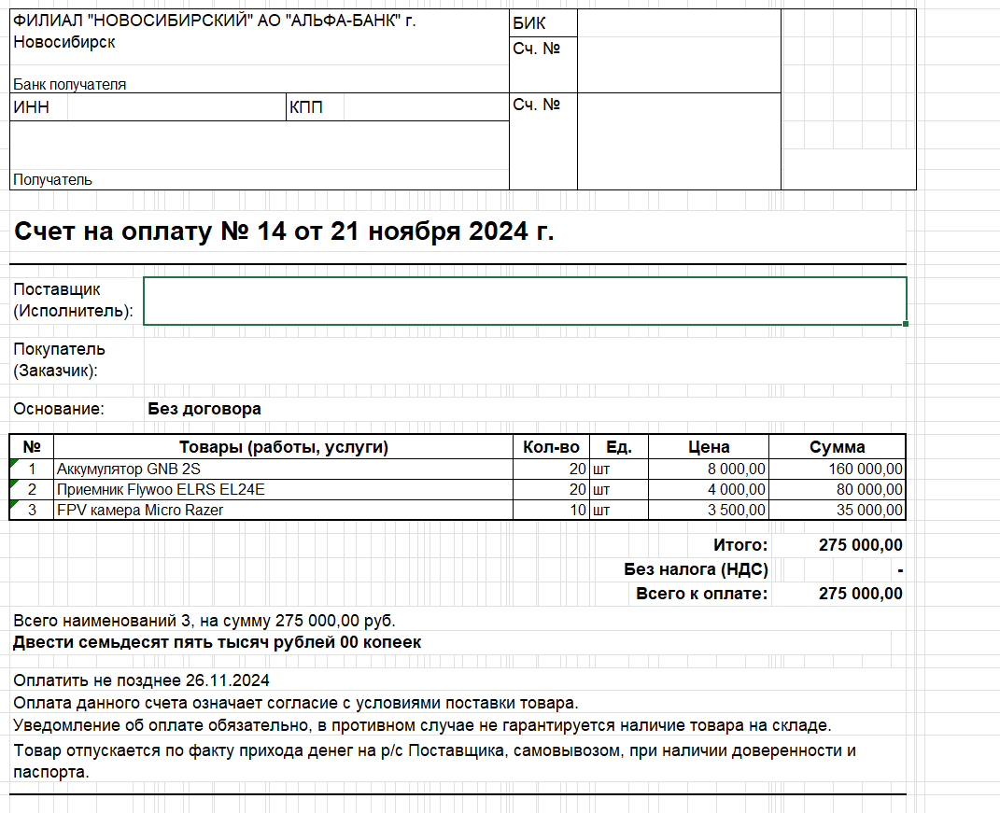 ФИЛИАЛ "НОВОСИБИРСКИЙ" АО "АЛЬФА-БАНК" г.
Новосибирск
БИК
Сч. №
Банк получателя
ИНН
КПП
Сч. №
Получатель
Счет на оплату № 14 от 21 ноября 2024 г.
Поставщик
(Исполнитель):
Покупатель
(Заказчик):
Основание: Без договора
№ Товары (работы, услуги) Кол-во Ед. Цена Сумма
1 Аккумулятор GNB 2S 20 шт 8 000,00 160 000,00
2 Приемник Flywoo ELRS EL24E 20 шт 4 000,00 80 000,00
3 FPV камера Micro Razer 10 шт 3 500,00 35 000,00
Итого: 275 000,00
Без налога (НДС) -
Всего к оплате: 275 000,00
Всего наименований 3, на сумму 275 000,00 руб.
Двести семьдесят пять тысяч рублей 00 копеек
Оплатить не позднее 26.11.2024
Оплата данного счета означает согласие с условиями поставки товара.
Уведомление об оплате обязательно, в противном случае не гарантируется наличие товара на складе.
Товар отпускается по факту прихода денег на р/с Поставщика, самовывозом, при наличии доверенности и
паспорта.